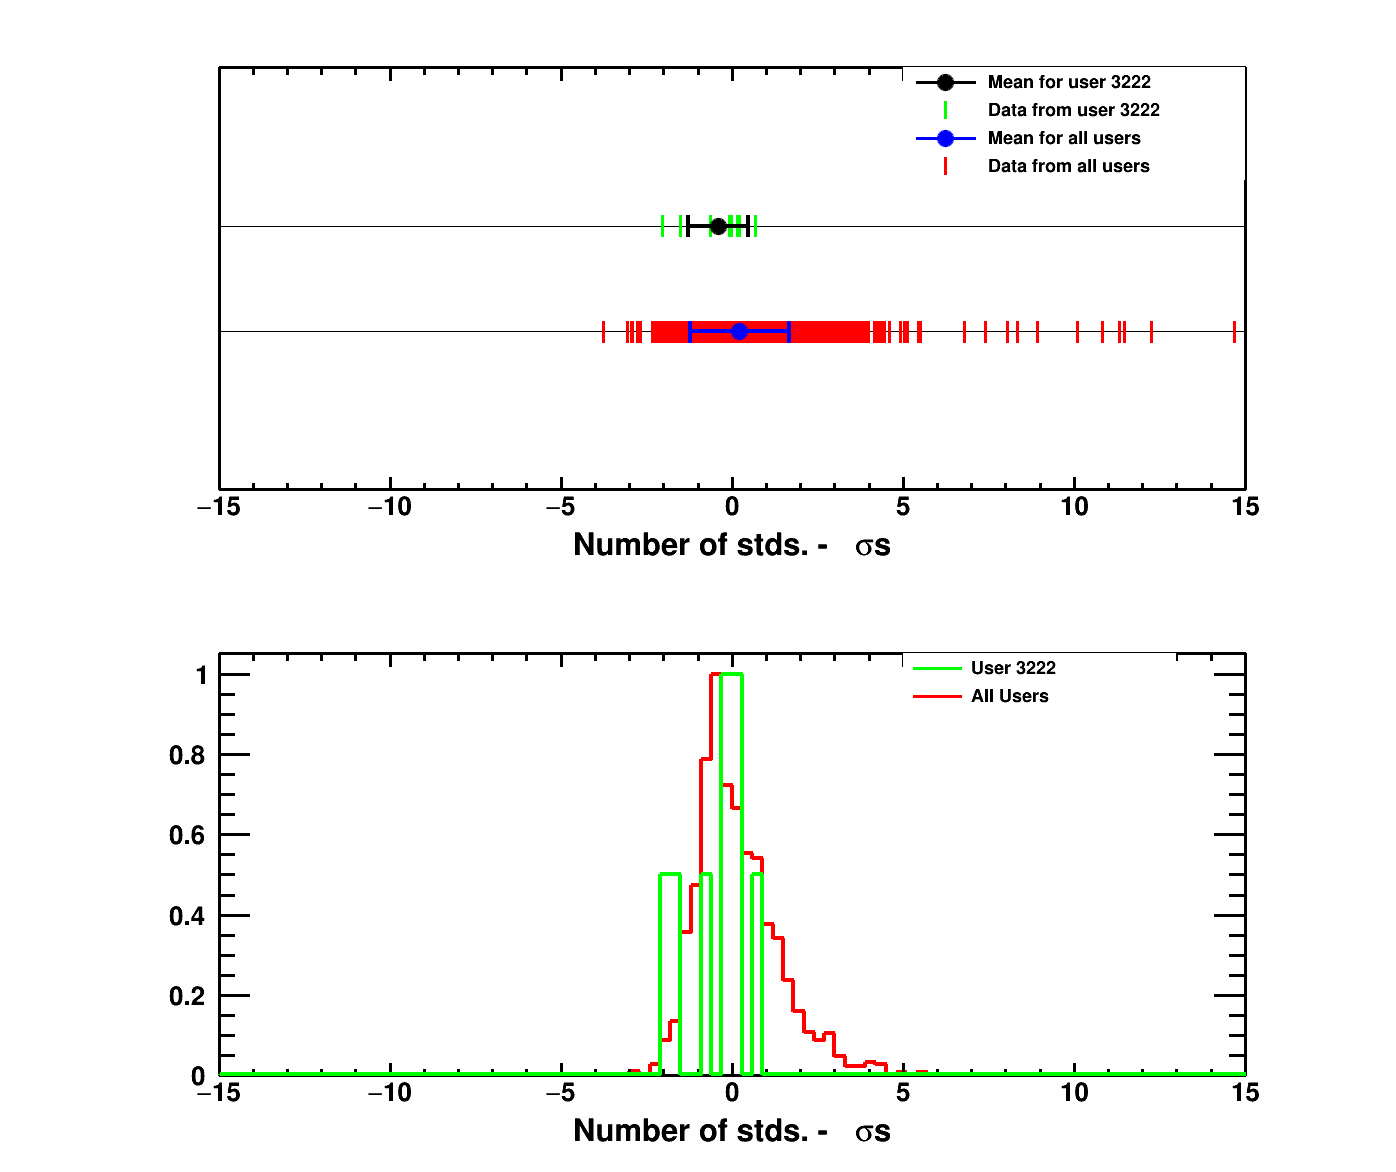 Mean for user 3222
Data from user 3222
Mean for all users
Data from all users
−15 −10 −5 0 5 10 15
Number of stds. - σs
User 3222
All Users
1
0.8
0.6
0.4
0.2
0
−15 −10 −5 0 5 10 15
Number of stds. - σs